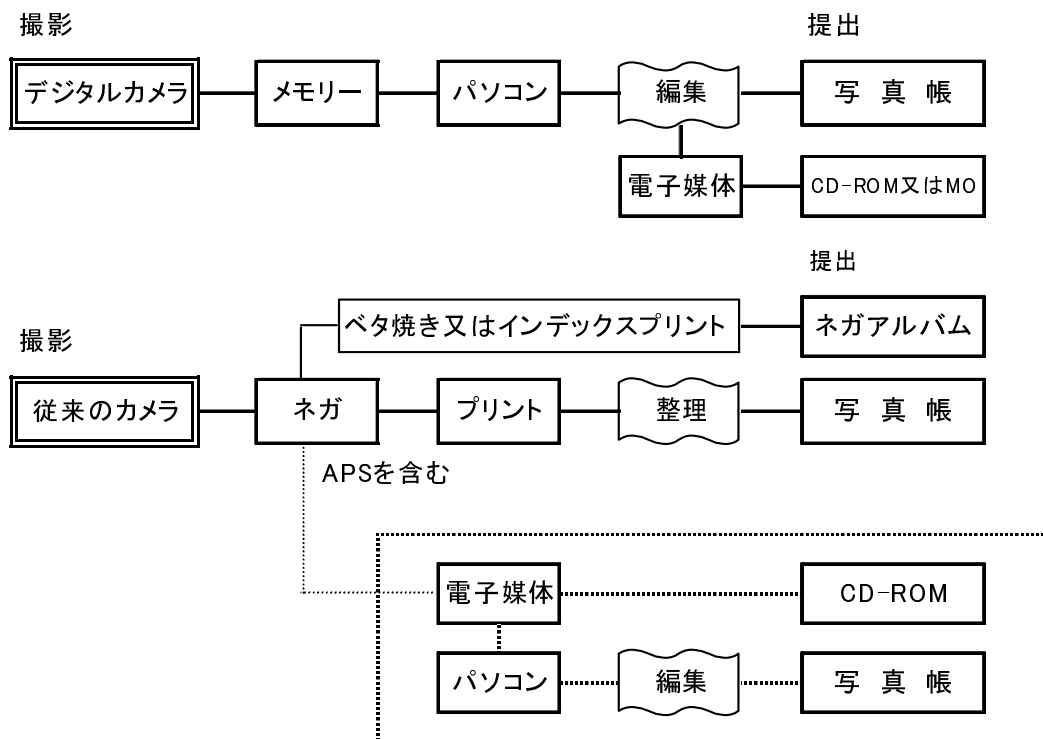 撮影
提出
デジタルカメラ
メモリー
パソコン
編集
写 真 帳
電子媒体
CD-ROM又はMO
提出
ベタ焼き又はインデックスプリント
ネガアルバム
撮影
従来のカメラ
ネガ
プリント
整理
写 真 帳
APSを含む
電子媒体
CD-ROM
パソコン
編集
写 真 帳